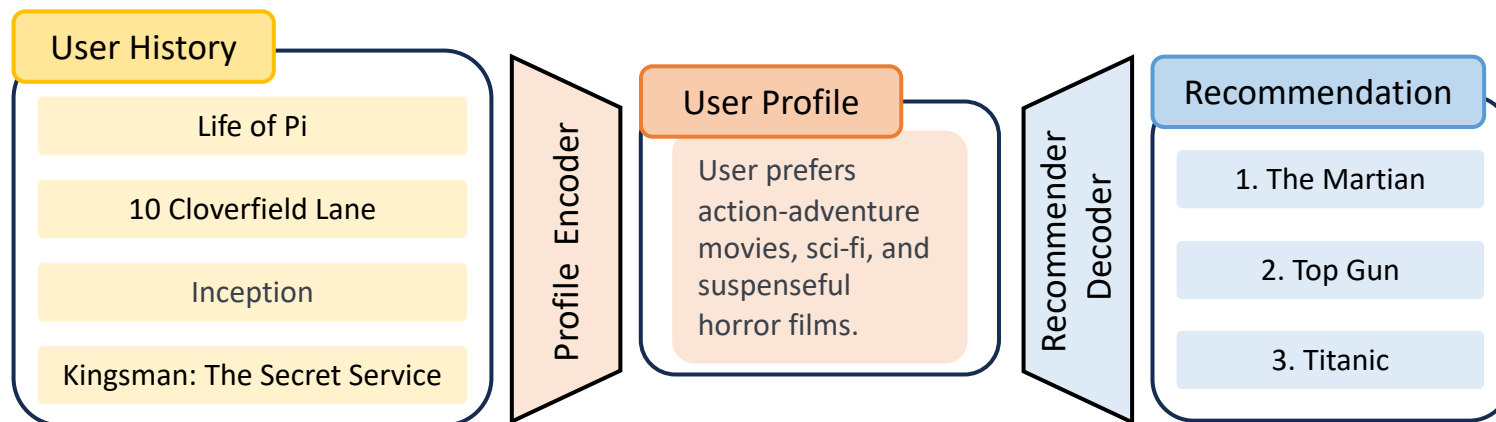 User History
Life of Pi
10 Cloverfield Lane
Inception
Kingsman: The Secret Service
Profile Encoder
User Profile
User prefers
action-adventure
movies, sci-fi, and
suspenseful
horror films.
Recommender
Decoder
Recommendation
1. The Martian
2. Top Gun
3. Titanic